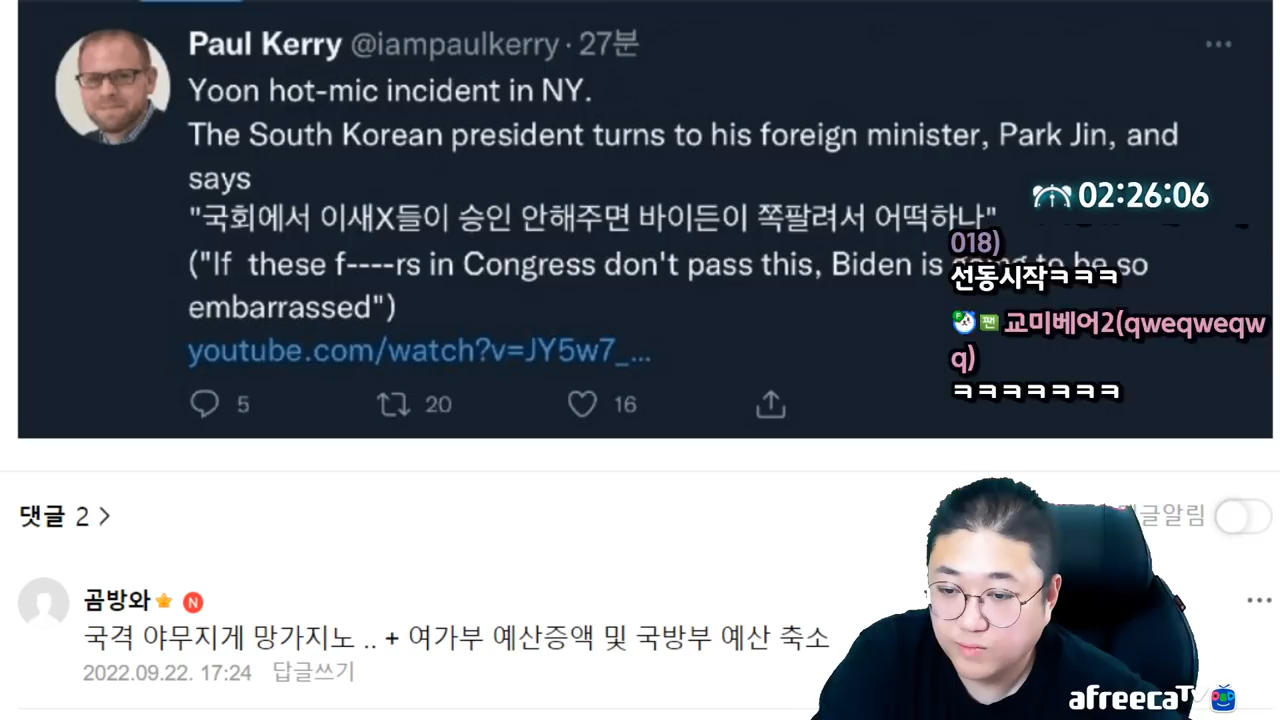 Paul Kerry @iampaulkerry · 27분
Yoon hot-mic incident in NY.
The South Korean president turns to his foreign minister, Park Jin, and
says
"국회에서 이새X들이 승인 안해주면 바이든이 쪽팔려서 어떡하나"
("If these f----rs in Congress don't pass this, Biden is going to be so
embarrassed")
youtube.com/watch?v=JY5w7_...
5 20 16
02:26:06
018)
선동시작ㅋㅋㅋ
팬 교미베어2(qweqweqw
q)
ㅋㅋㅋㅋㅋㅋㅋ
댓글 2 >
글알림
곰방와 N
국격 야무지게 망가지노 .. + 여가부 예산증액 및 국방부 예산 축소
2022.09.22. 17:24 답글쓰기
afreecaTV